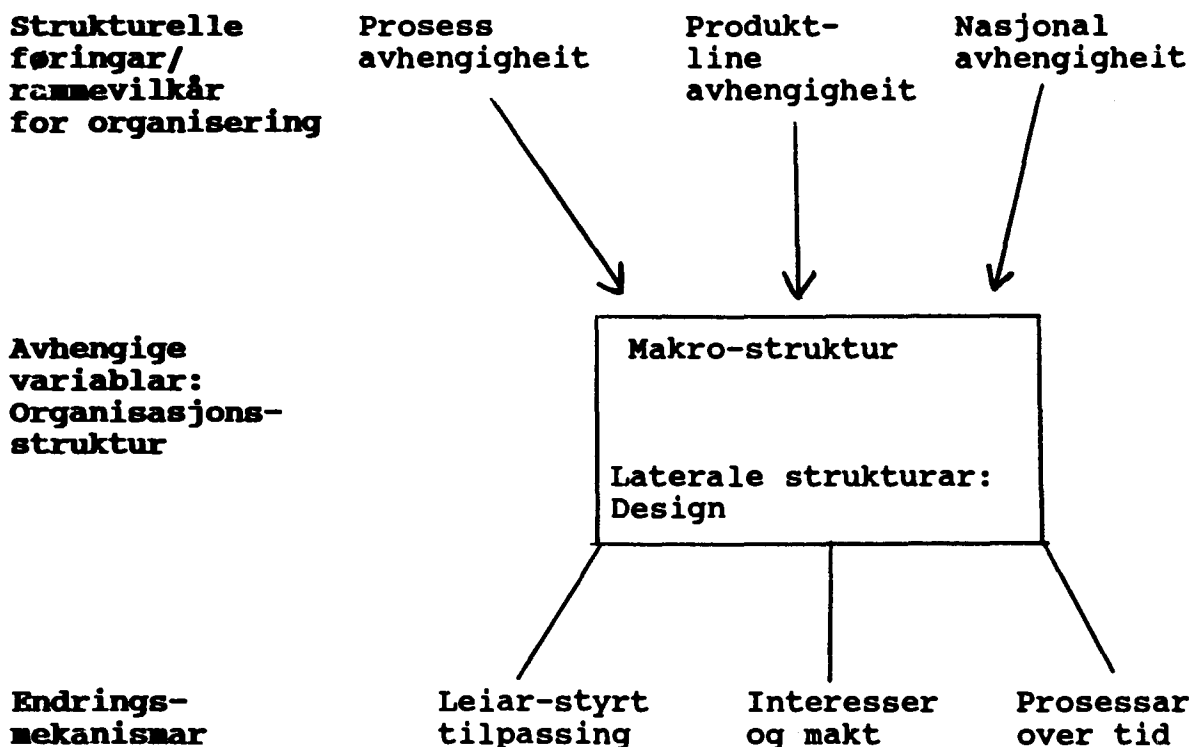 Strukturelle
føringar/
rammevilkår
for organisering
Prosess
avhengigheit
Produkt-
line
avhengigheit
Nasjonal
avhengigheit
Avhengige
variablar:
Organisasjons-
struktur
Makro-struktur
Laterale strukturar:
Design
Endrings-
mekanismar
Leiar-styrt
tilpassing
Interesser
og makt
Prosessar
over tid